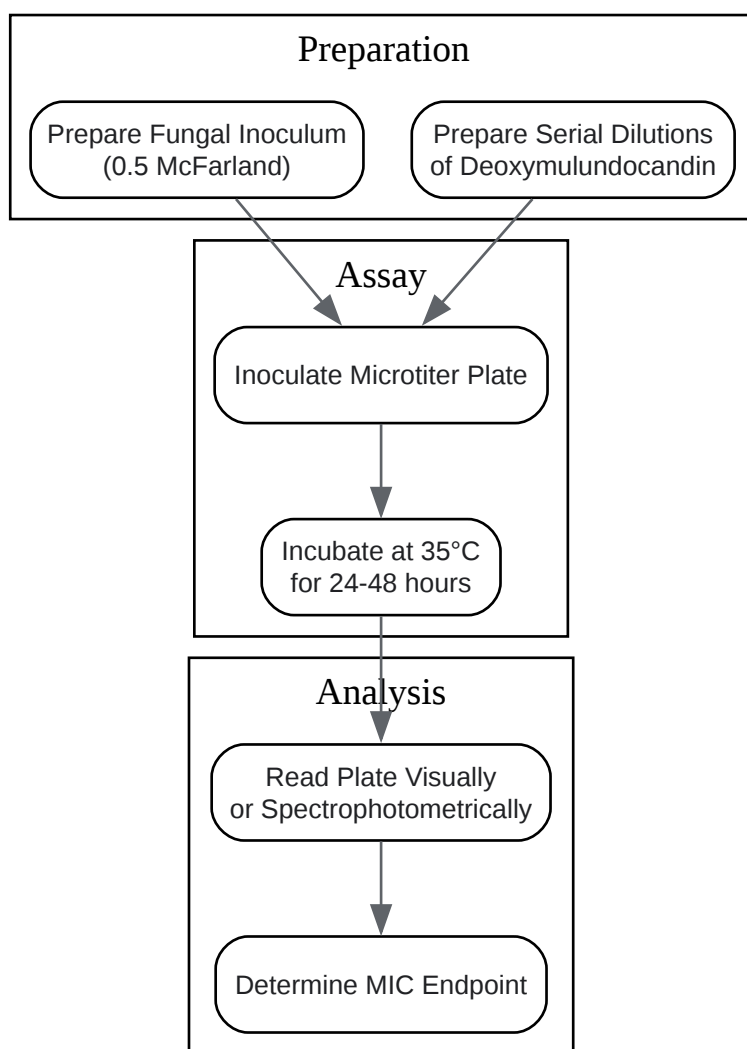 Preparation
Prepare Fungal Inoculum
(0.5 McFarland)
Prepare Serial Dilutions
of Deoxymulundocandin
Assay
Inoculate Microtiter Plate
Incubate at 35°C
for 24-48 hours
Analysis
Read Plate Visually
or Spectrophotometrically
Determine MIC Endpoint